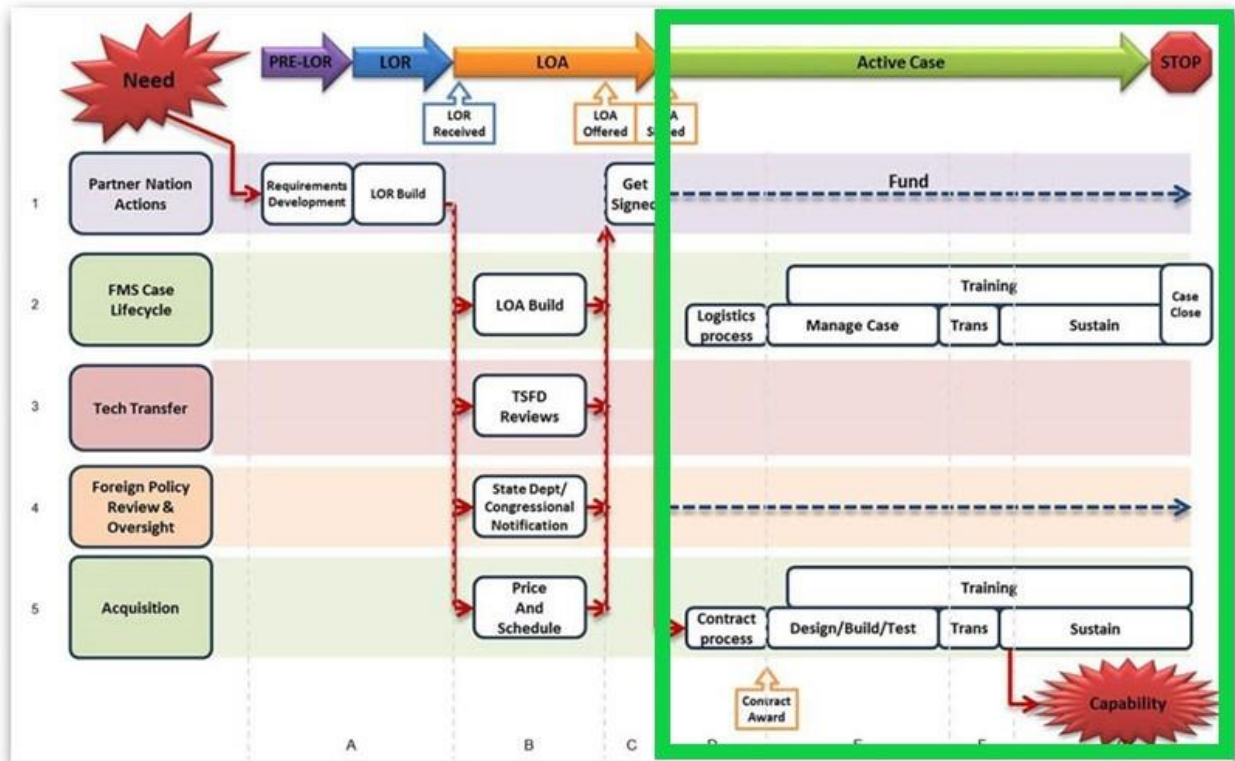 Need
PRE-LOR
LOR
LOA
Active Case
STOP
LOR
Received
LOA
Offered
1
Partner Nation
Actions
Requirements
Development
LOR Build
Get
Signed
Fund
2
FMS Case
Lifecycle
LOA Build
Training
Logistics
process
Manage Case
Trans
Sustain
Case
Close
3
Tech Transfer
TSFD
Reviews
4
Foreign Policy
Review &
Oversight
State Dept/
Congressional
Notification
5
Acquisition
Price
And
Schedule
Training
Contract
process
Design/Build/Test
Trans
Sustain
Contract
Award
Capability
A
B
C